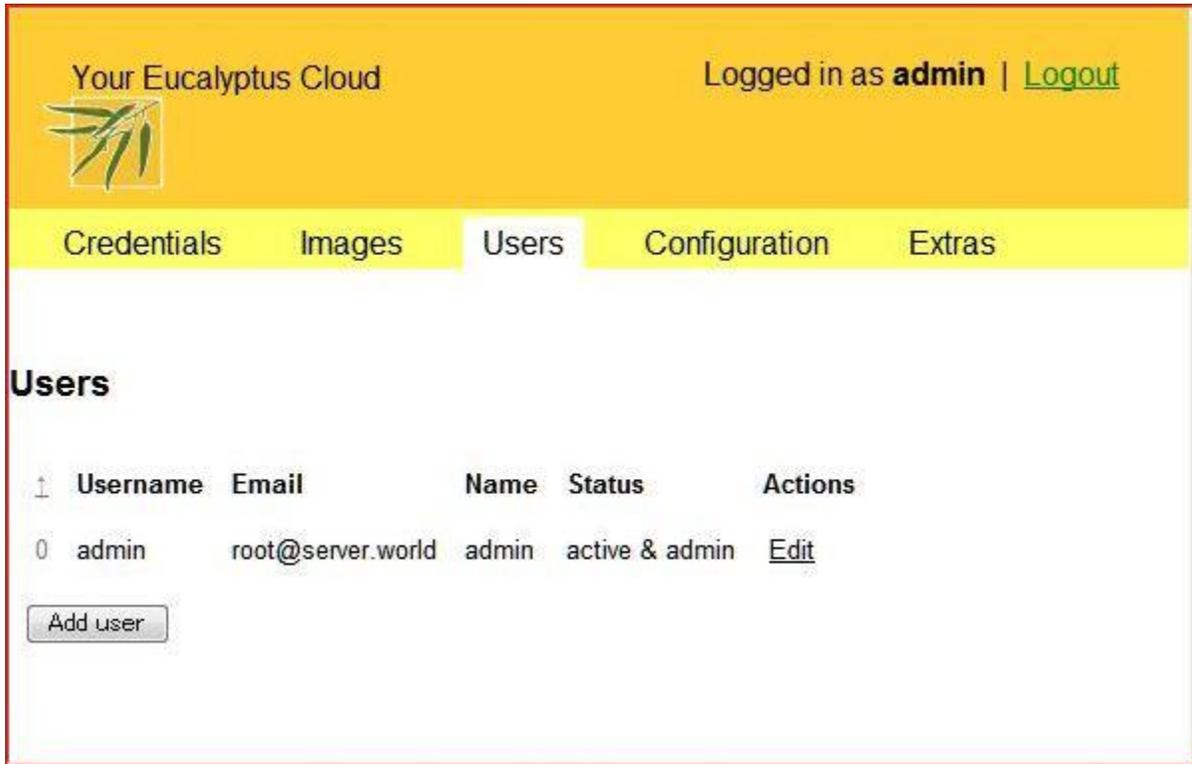 Your Eucalyptus Cloud
Logged in as admin | Logout
Credentials Images Users Configuration Extras
Users
↑ Username Email Name Status Actions
0 admin root@server.world admin active & admin Edit
Add user